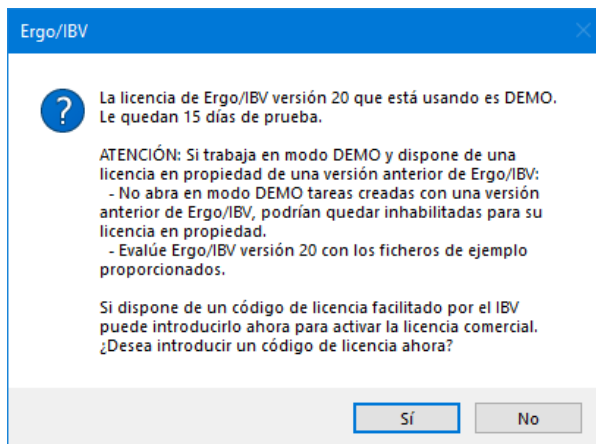 Ergo/IBV
La licencia de Ergo/IBV versión 20 que está usando es DEMO.
Le quedan 15 días de prueba.
ATENCIÓN: Si trabaja en modo DEMO y dispone de una
licencia en propiedad de una versión anterior de Ergo/IBV:
- No abra en modo DEMO tareas creadas con una versión
anterior de Ergo/IBV, podrían quedar inhabilitadas para su
licencia en propiedad.
- Evalúe Ergo/IBV versión 20 con los ficheros de ejemplo
proporcionados.
Si dispone de un código de licencia facilitado por el IBV
puede introducirlo ahora para activar la licencia comercial.
¿Desea introducir un código de licencia ahora?
Sí No